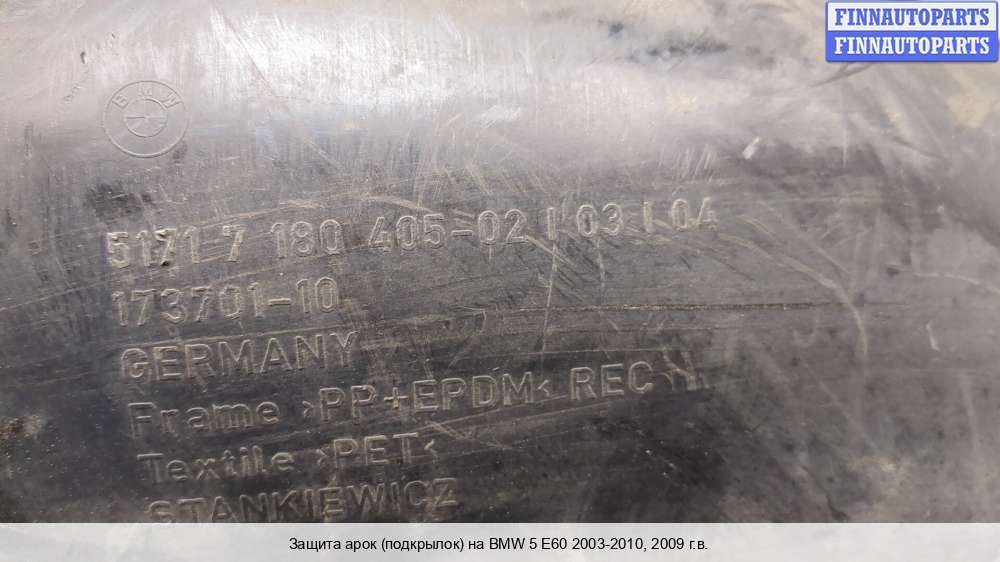 FINNAUTOPARTS
FINNAUTOPARTS
BMW
5171 7 180 405-02 | 03 | 04
173701-10
GERMANY
Frame >PP+EPDM< REC
Textile >PET<
STANKIEWICZ
Защита арок (подкрылок) на BMW 5 E60 2003-2010, 2009 г.в.